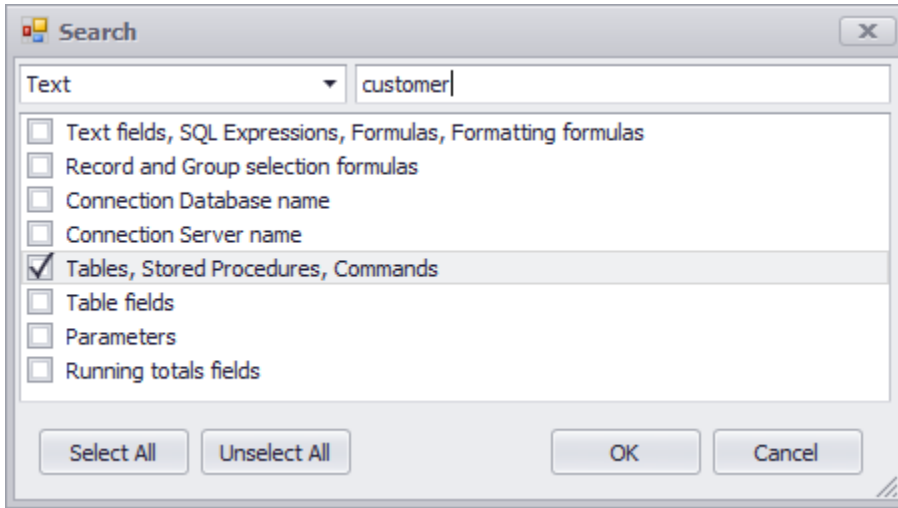 Search
Text customer
Text fields, SQL Expressions, Formulas, Formatting formulas
Record and Group selection formulas
Connection Database name
Connection Server name
Tables, Stored Procedures, Commands
Table fields
Parameters
Running totals fields
Select All Unselect All OK Cancel